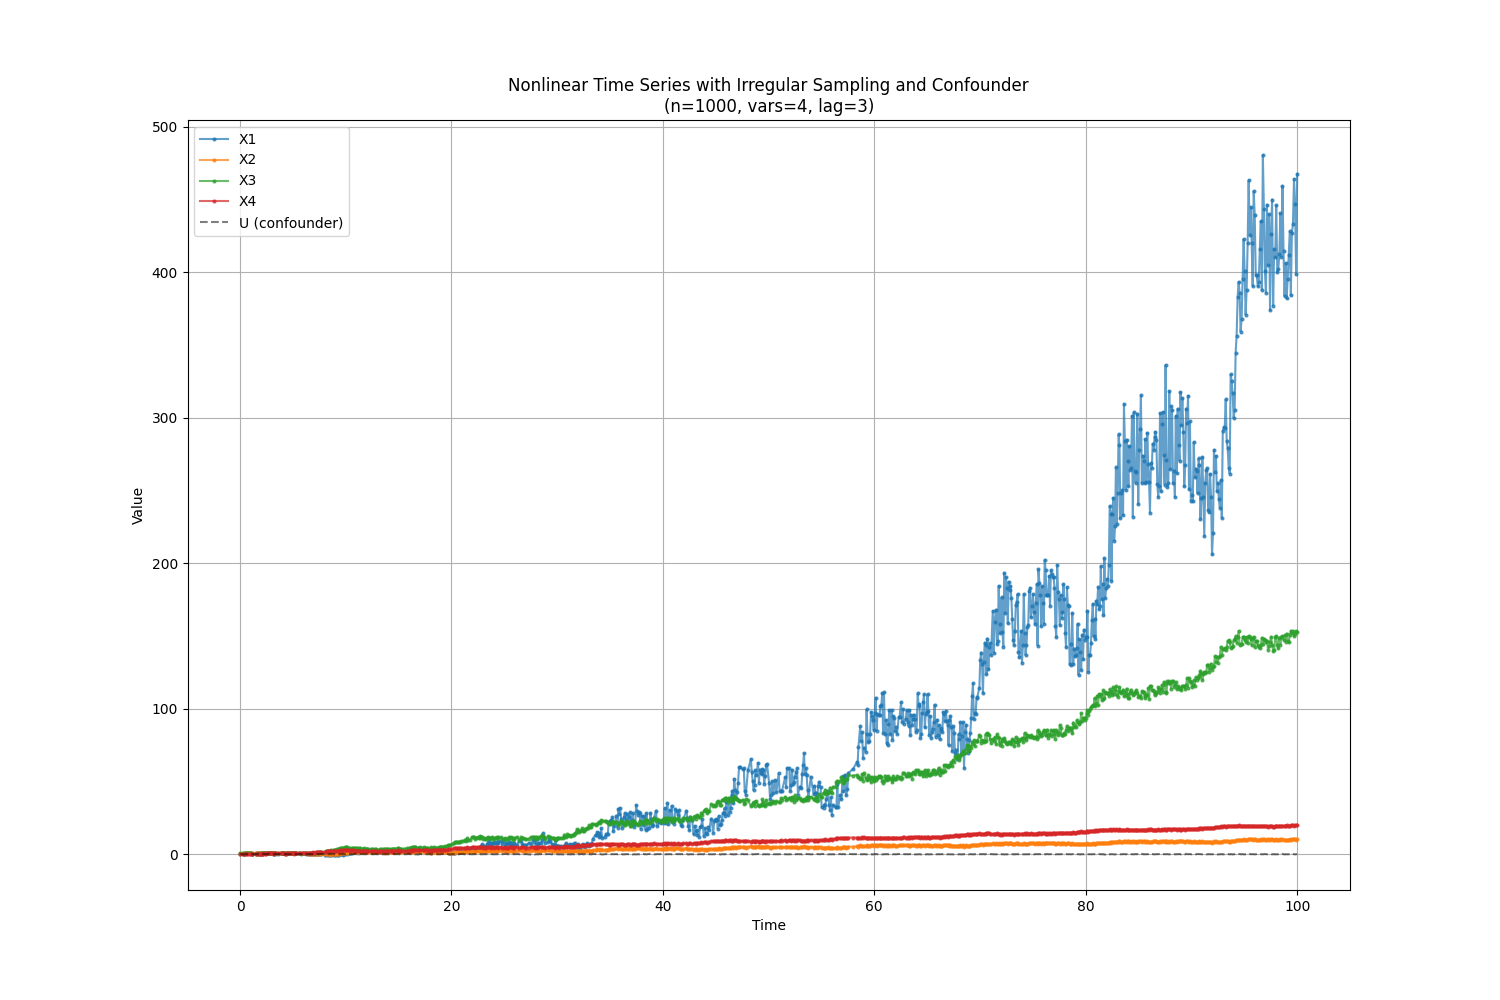 Nonlinear Time Series with Irregular Sampling and Confounder
(n=1000, vars=4, lag=3)
X1
X2
X3
X4
U (confounder)
Value
500
400
300
200
100
0
0
20
40
60
80
100
Time